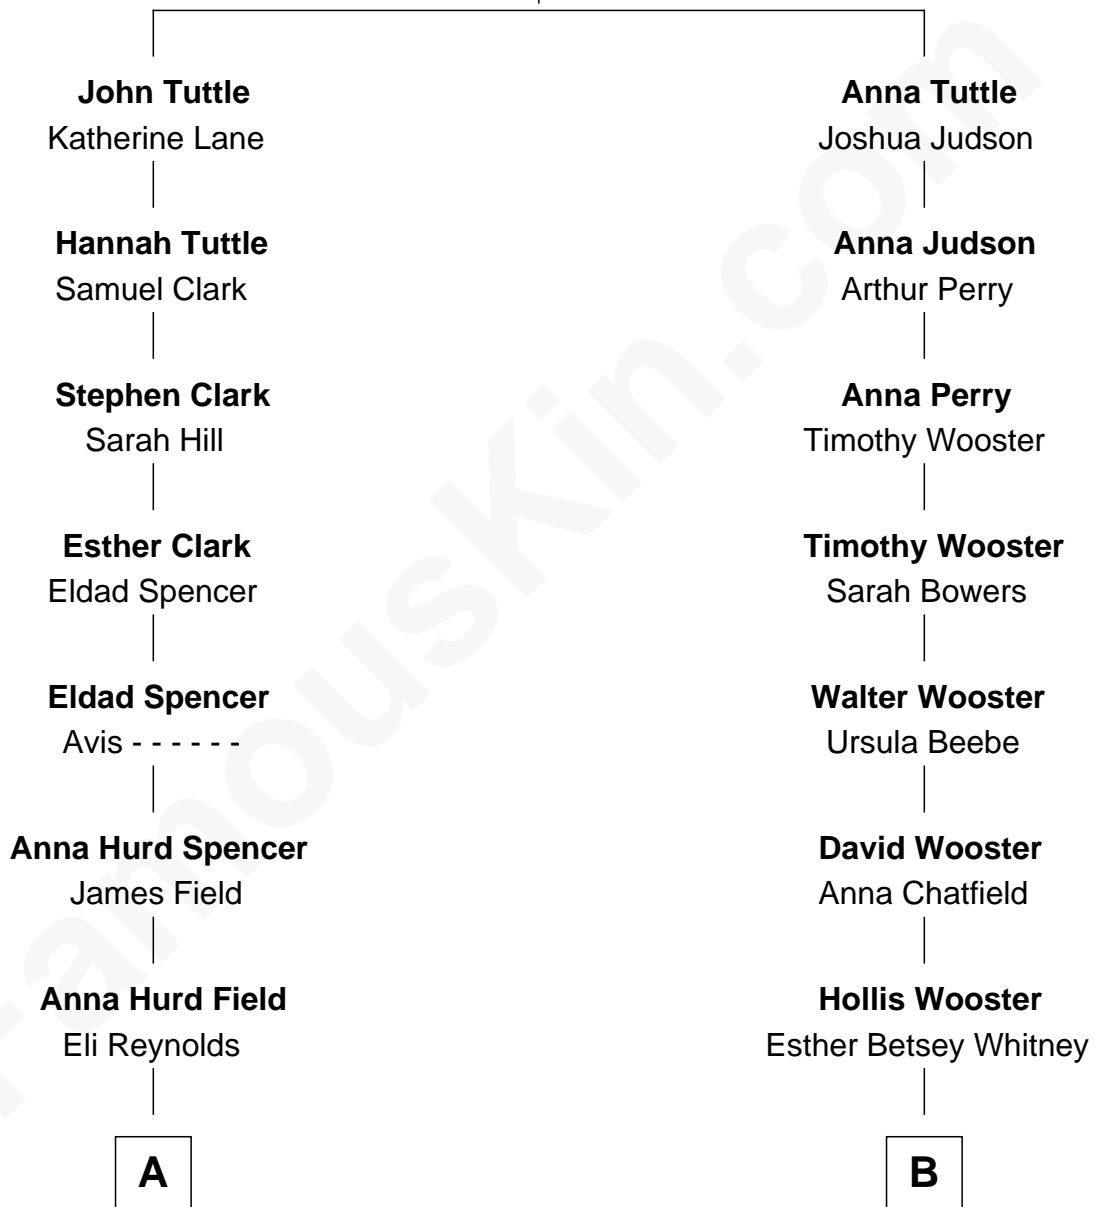 John Tuttle
Katherine Lane
Hannah Tuttle
Samuel Clark
Stephen Clark
Sarah Hill
Esther Clark
Eldad Spencer
Eldad Spencer
Avis - - - - - -
Anna Hurd Spencer
James Field
Anna Hurd Field
Eli Reynolds
A
Anna Tuttle
Joshua Judson
Anna Judson
Arthur Perry
Anna Perry
Timothy Wooster
Timothy Wooster
Sarah Bowers
Walter Wooster
Ursula Beebe
David Wooster
Anna Chatfield
Hollis Wooster
Esther Betsey Whitney
B
FamousKin.com